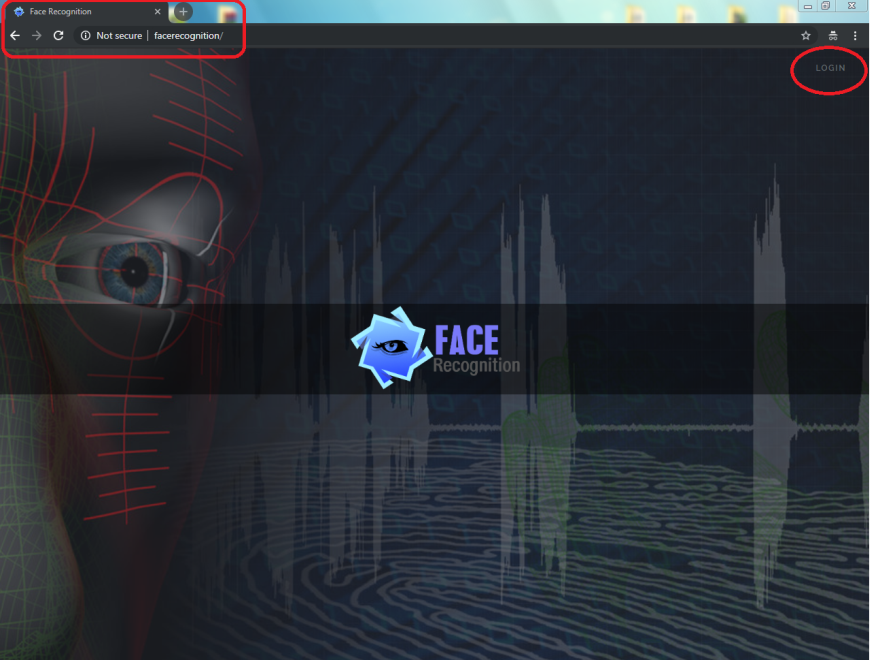 Face Recognition
Not secure | facerecognition/
LOGIN
FACE
Recognition